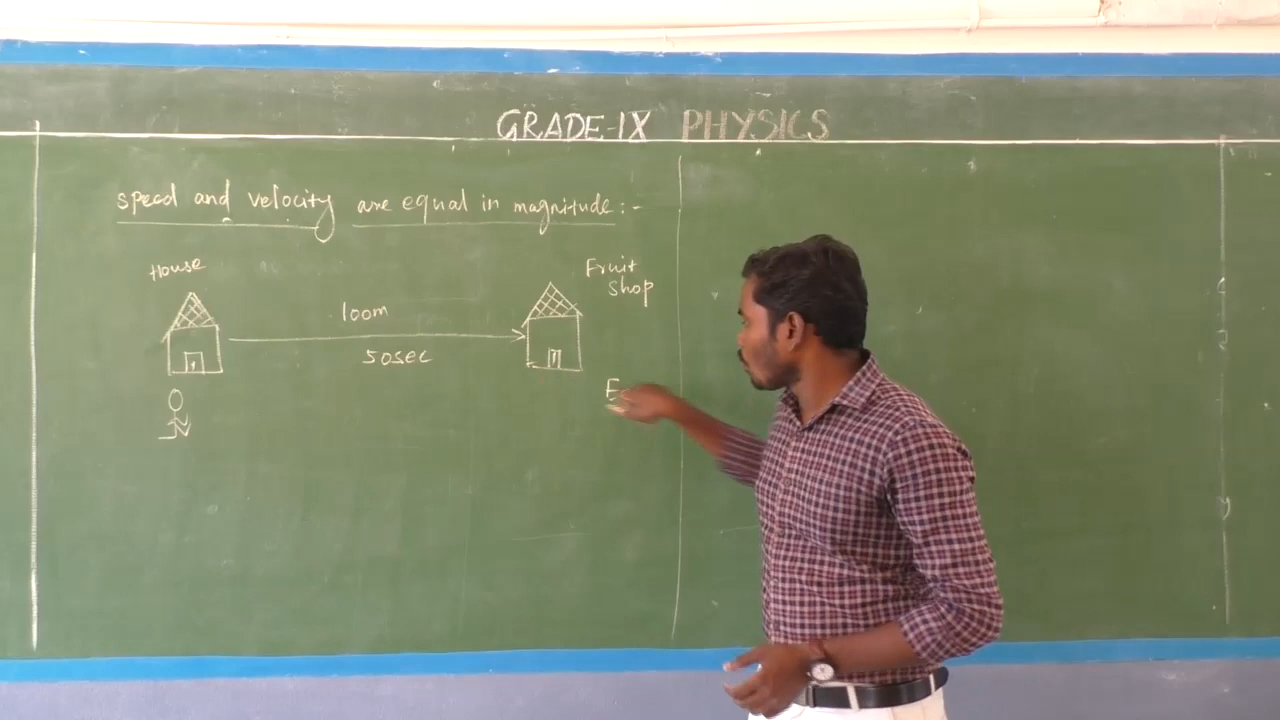 GRADE-IX PHYSICS
speed and velocity are equal in magnitude:-
House
Fruit
shop
100m
50sec
E